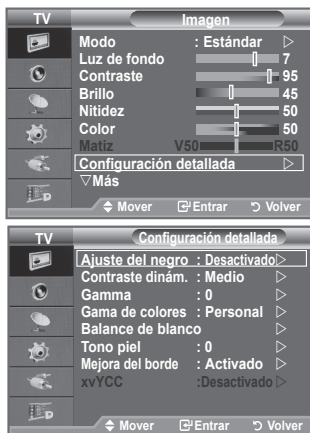 TV Imagen
Modo : Estándar ▷
Luz de fondo 7
Contraste 95
Brillo 45
Nitidez 50
Color 50
Matiz V50 R50
Configuración detallada ▷
▽Más
Mover Entrar Volver
TV Configuración detallada
Ajuste del negro : Desactivado▷
Contraste dinám. : Medio ▷
Gamma : 0 ▷
Gama de colores : Personal ▷
Balance de blanco ▷
Tono piel : 0 ▷
Mejora del borde : Activado ▷
xvYCC :Desactivado ▷
Mover Entrar Volver